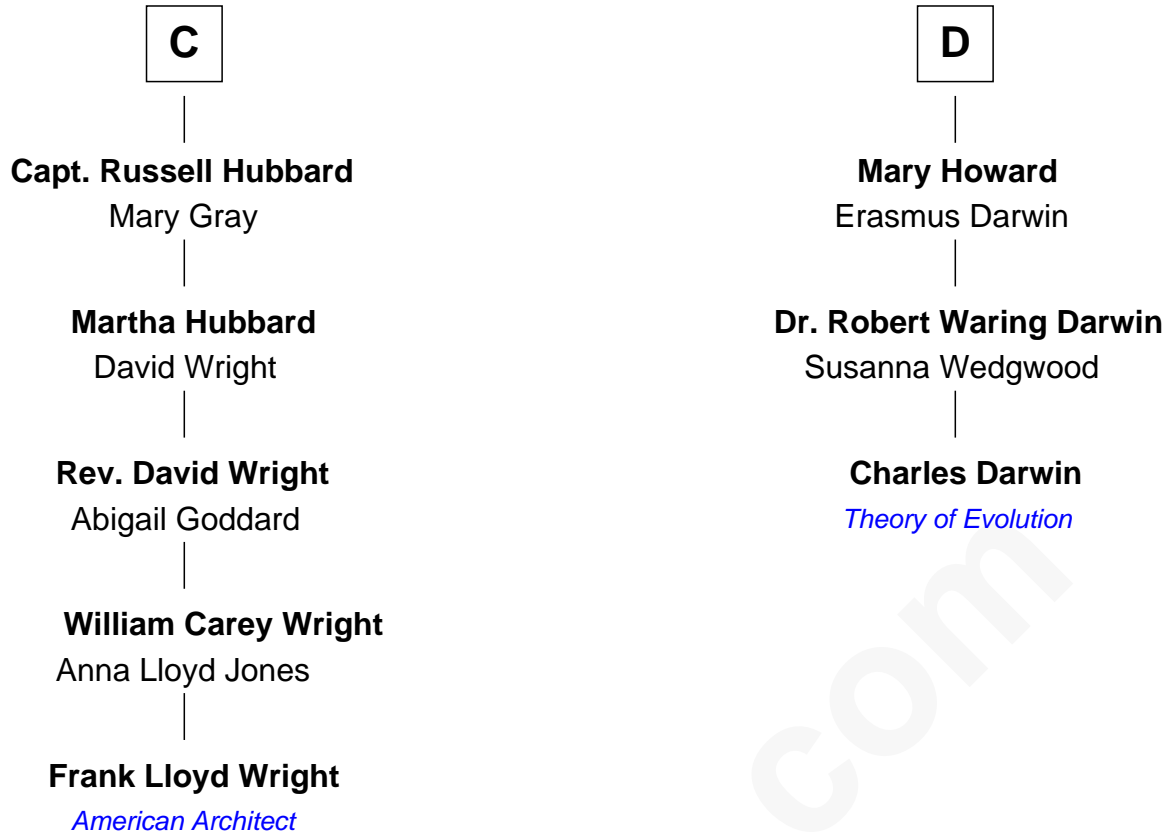 C
Capt. Russell Hubbard
Mary Gray
Martha Hubbard
David Wright
Rev. David Wright
Abigail Goddard
William Carey Wright
Anna Lloyd Jones
Frank Lloyd Wright
American Architect
D
Mary Howard
Erasmus Darwin
Dr. Robert Waring Darwin
Susanna Wedgwood
Charles Darwin
Theory of Evolution
com